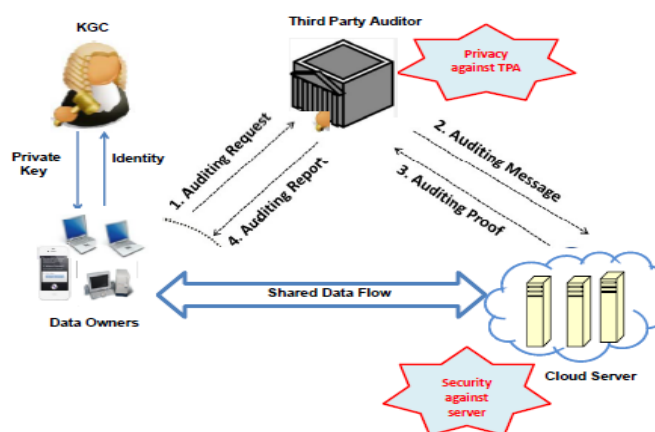 KGC
Third Party Auditor
Privacy
against TPA
Private
Key
Identity
1. Auditing Request
4. Auditing Report
2. Auditing Message
3. Auditing Proof
Shared Data Flow
Data Owners
Cloud Server
Security
against
server